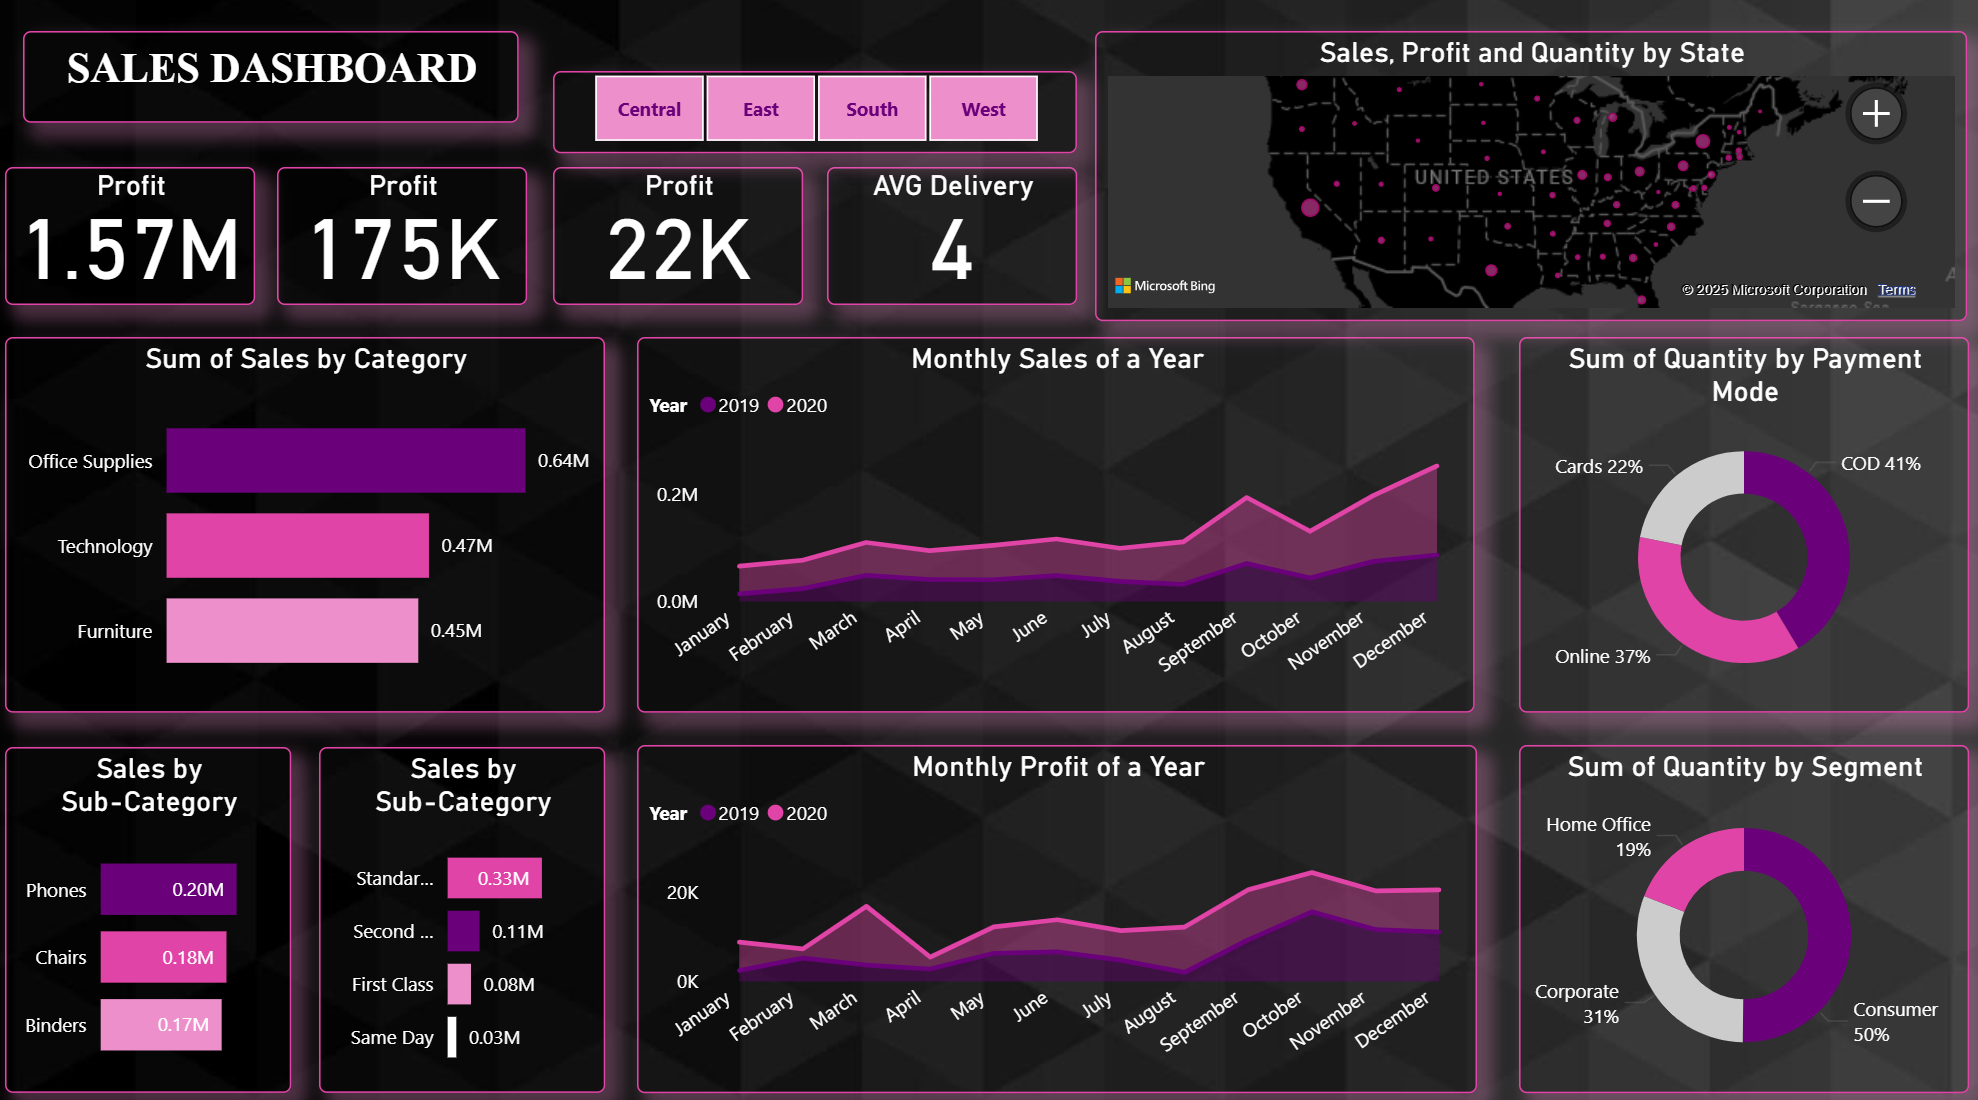 SALES DASHBOARD
Central
East
South
West
Profit
1.57M
Profit
175K
Profit
22K
AVG Delivery
4
Sales, Profit and Quantity by State
UNITED STATES
Microsoft Bing
© 2025 Microsoft Corporation Terms
Sum of Sales by Category
Office Supplies
0.64M
Technology
0.47M
Furniture
0.45M
Monthly Sales of a Year
Year 2019 2020
0.2M
0.0M
January
February
March
April
May
June
July
August
September
October
November
December
Sum of Quantity by Payment
Mode
Cards 22%
COD 41%
Online 37%
Sales by
Sub-Category
Phones
0.20M
Chairs
0.18M
Binders
0.17M
Sales by
Sub-Category
Standar...
0.33M
Second ...
0.11M
First Class
0.08M
Same Day
0.03M
Monthly Profit of a Year
Year 2019 2020
20K
0K
January
February
March
April
May
June
July
August
September
October
November
December
Sum of Quantity by Segment
Home Office
19%
Corporate
31%
Consumer
50%